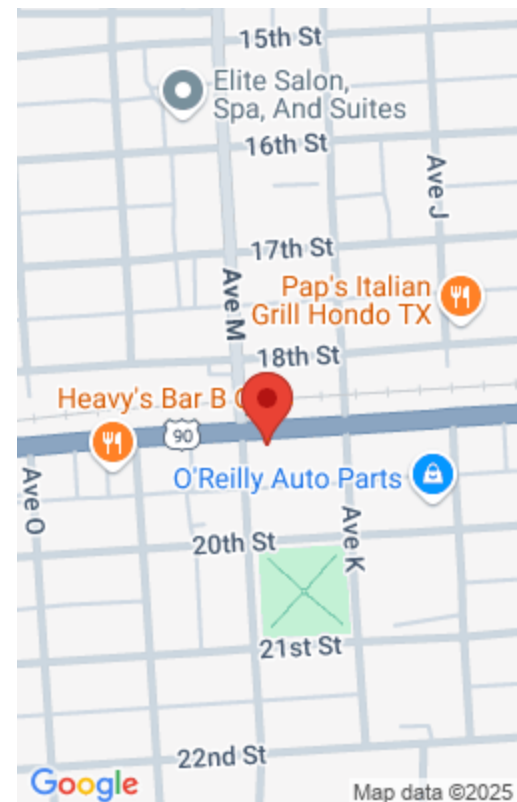 15th St
Elite Salon,
Spa, And Suites
16th St
Ave J
17th St
Ave M
Pap's Italian
Grill Hondo TX
18th St
Heavy's Bar B
90
O'Reilly Auto Parts
Ave O
Ave K
20th St
21st St
22nd St
Google
Map data ©2025